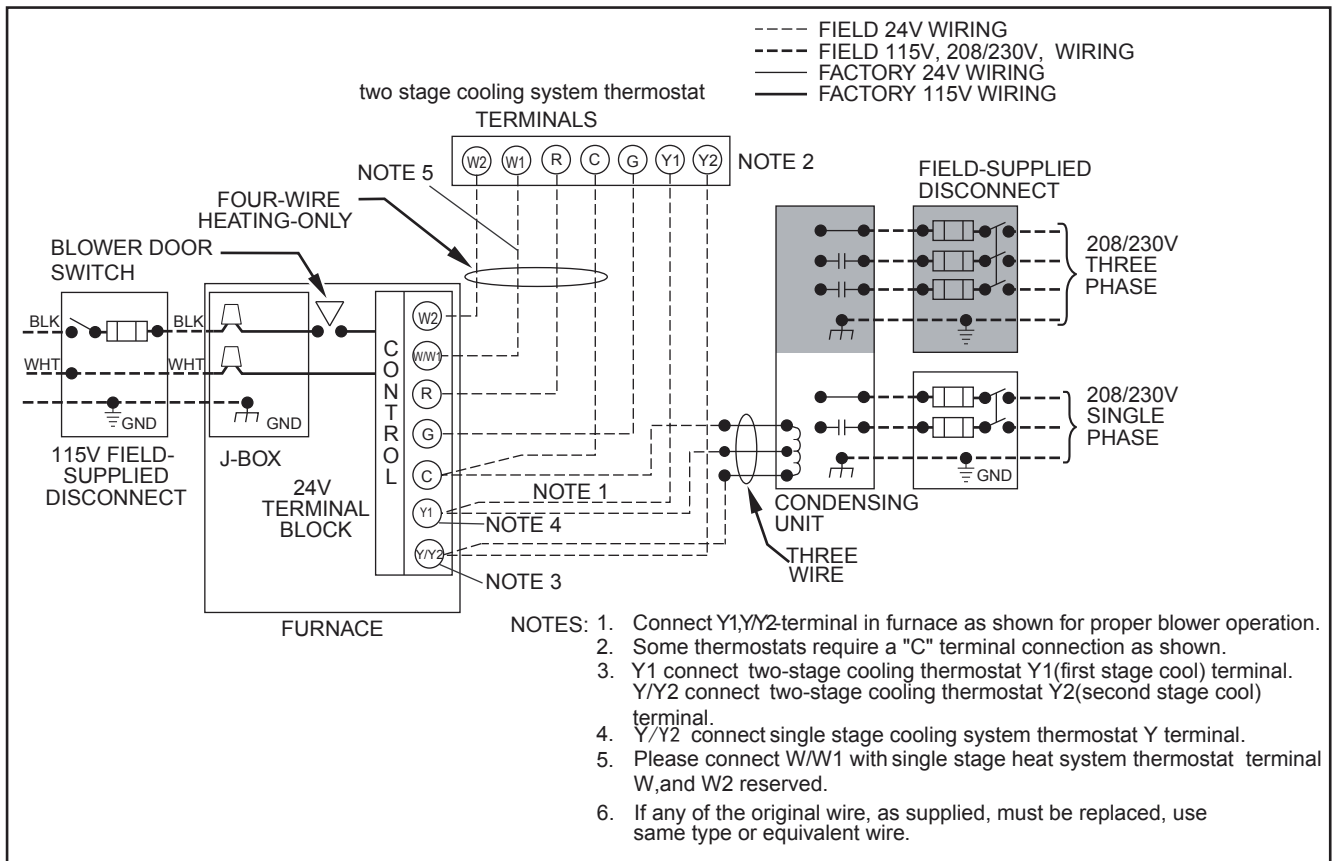 FIELD 24V WIRING
FIELD 115V, 208/230V, WIRING
FACTORY 24V WIRING
FACTORY 115V WIRING
two stage cooling system thermostat
TERMINALS
W2 W1 R C G Y1 Y2
NOTE 2
NOTE 5
FOUR-WIRE
HEATING-ONLY
BLOWER DOOR
SWITCH
FIELD-SUPPLIED
DISCONNECT
208/230V
THREE
PHASE
BLK
BLK
WHT
WHT
GND
GND
115V FIELD-
SUPPLIED
DISCONNECT
J-BOX
24V
TERMINAL
BLOCK
CONTROL
W2
W/W1
R
G
C
Y1
Y/Y2
NOTE 1
NOTE 4
NOTE 3
FURNACE
208/230V
SINGLE
PHASE
GND
CONDENSING
UNIT
THREE
WIRE
NOTES: 1. Connect Y1,Y/Y2-terminal in furnace as shown for proper blower operation.
2. Some thermostats require a "C" terminal connection as shown.
3. Y1 connect two-stage cooling thermostat Y1(first stage cool) terminal.
Y/Y2 connect two-stage cooling thermostat Y2(second stage cool)
terminal.
4. Y/Y2 connect single stage cooling system thermostat Y terminal.
5. Please connect W/W1 with single stage heat system thermostat terminal
W,and W2 reserved.
6. If any of the original wire, as supplied, must be replaced, use
same type or equivalent wire.